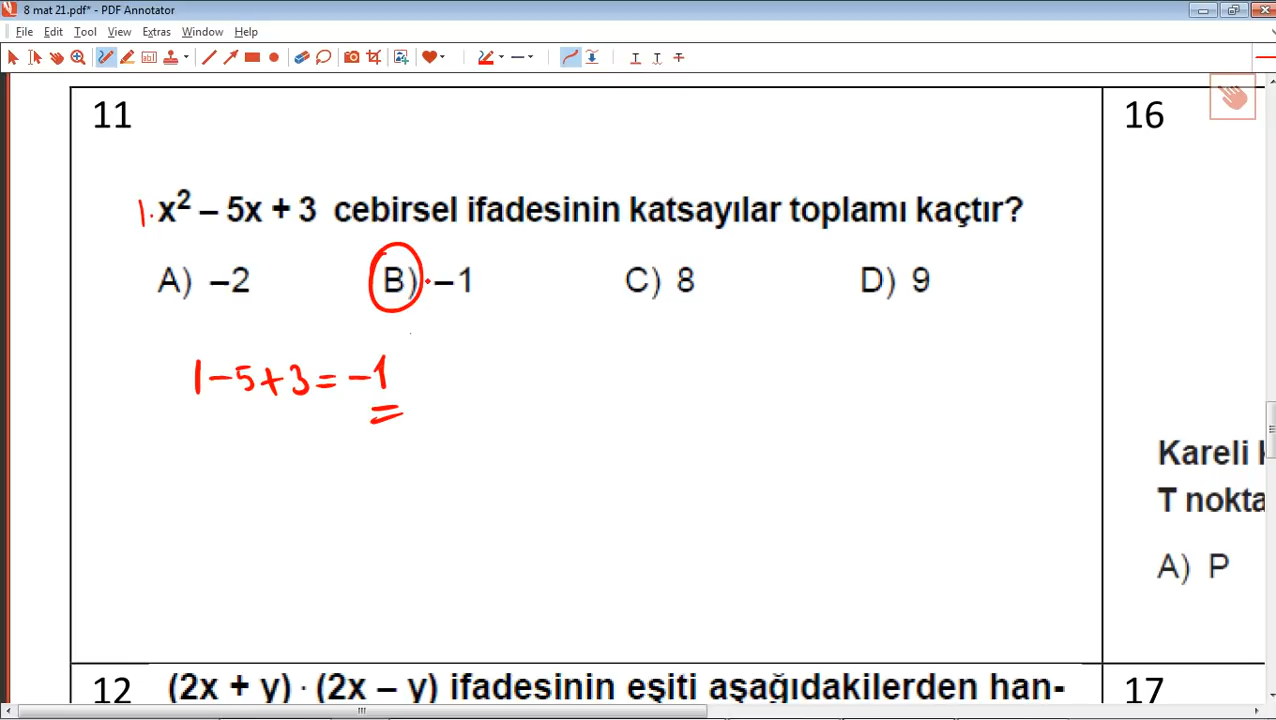 8 mat 21.pdf* - PDF Annotator
File Edit Tool View Extras Window Help
11
1.x² – 5x + 3 cebirsel ifadesinin katsayılar toplamı kaçtır?
A) –2 B) –1 C) 8 D) 9
1-5+3=-1
12 (2x + y) · (2x – y) ifadesinin eşiti aşağıdakilerden han-
16
Kareli
T nokta
A) P
17